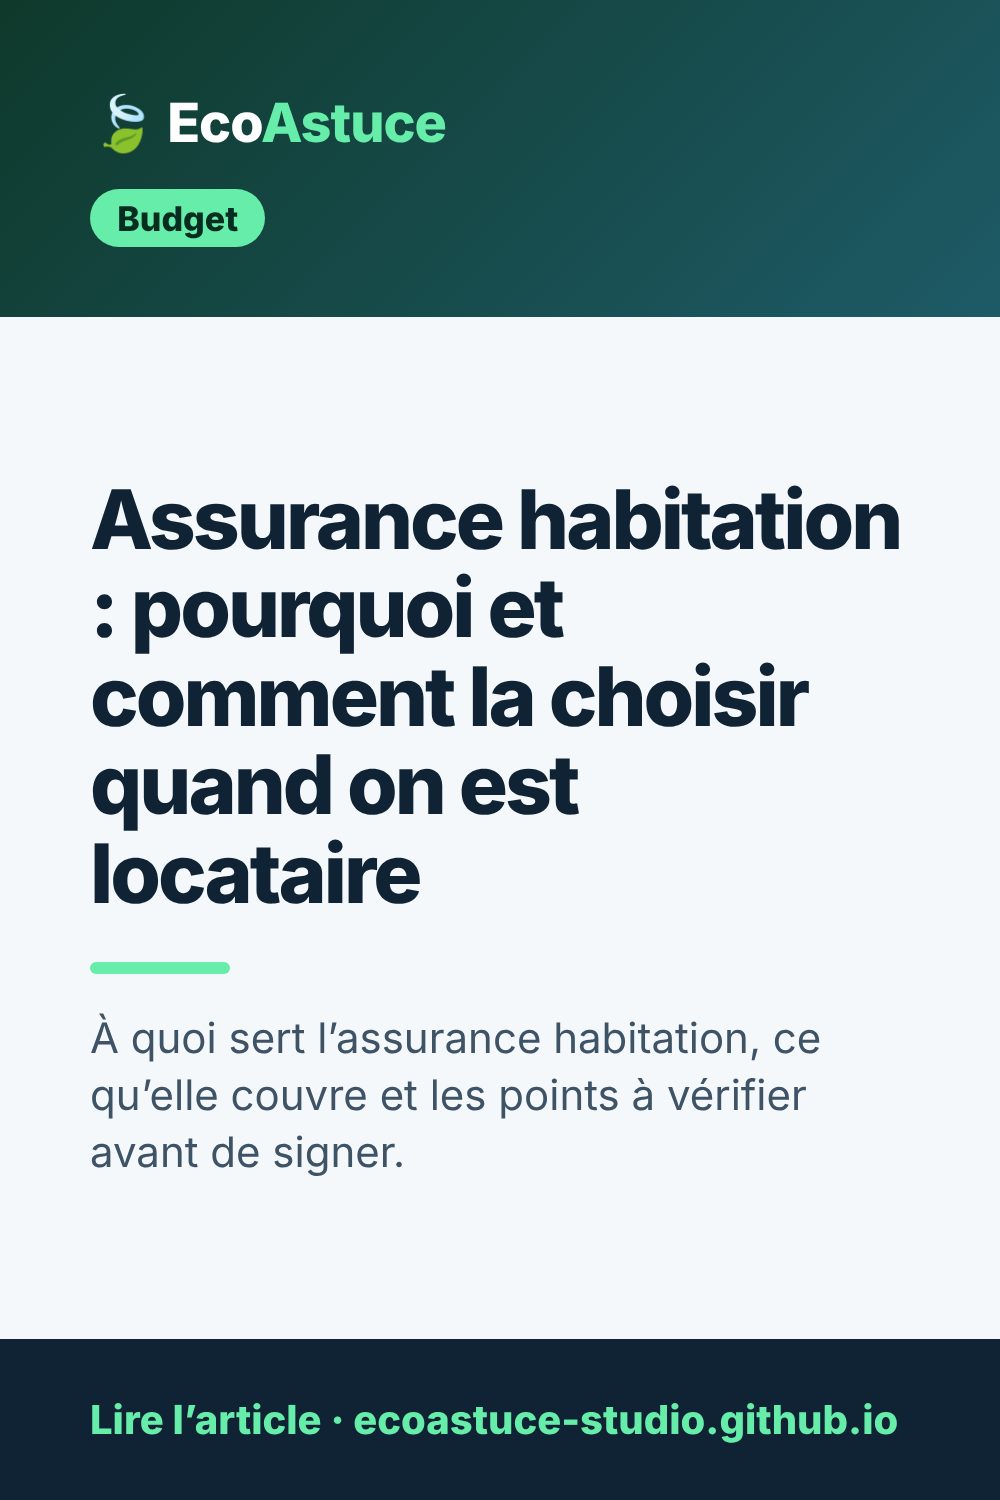 EcoAstuce
Budget
Assurance habitation
: pourquoi et
comment la choisir
quand on est
locataire
À quoi sert l’assurance habitation, ce
qu’elle couvre et les points à vérifier
avant de signer.
Lire l’article · ecoastuce-studio.github.io